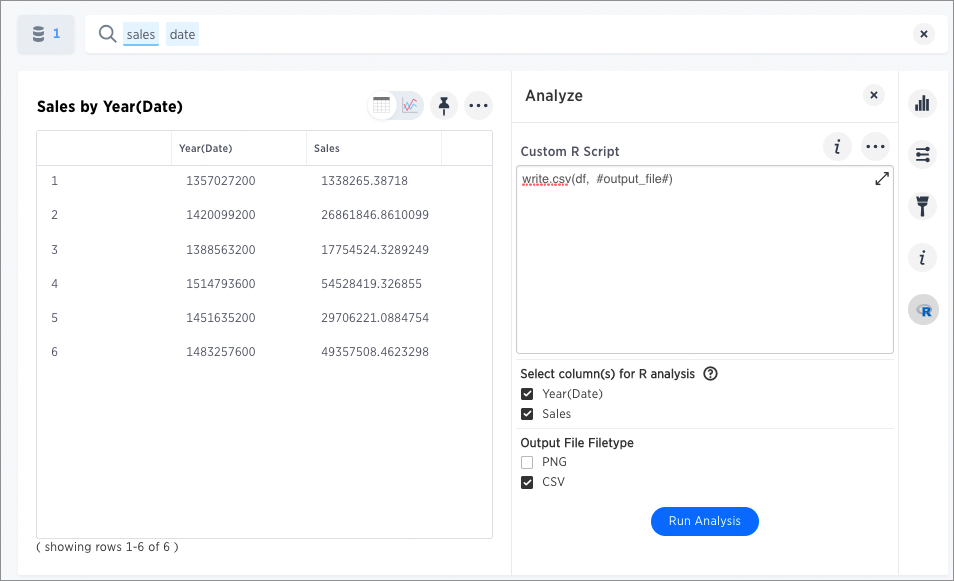 1
sales date
Sales by Year(Date)
Year(Date) Sales
1 1357027200 1338265.38718
2 1420099200 26861846.8610099
3 1388563200 17754524.3289249
4 1514793600 54528419.326855
5 1451635200 29706221.0884754
6 1483257600 49357508.4623298
( showing rows 1-6 of 6 )
Analyze
Custom R Script
write.csv(df, #output_file#)
Select column(s) for R analysis
Year(Date)
Sales
Output File Filetype
PNG
CSV
Run Analysis
R